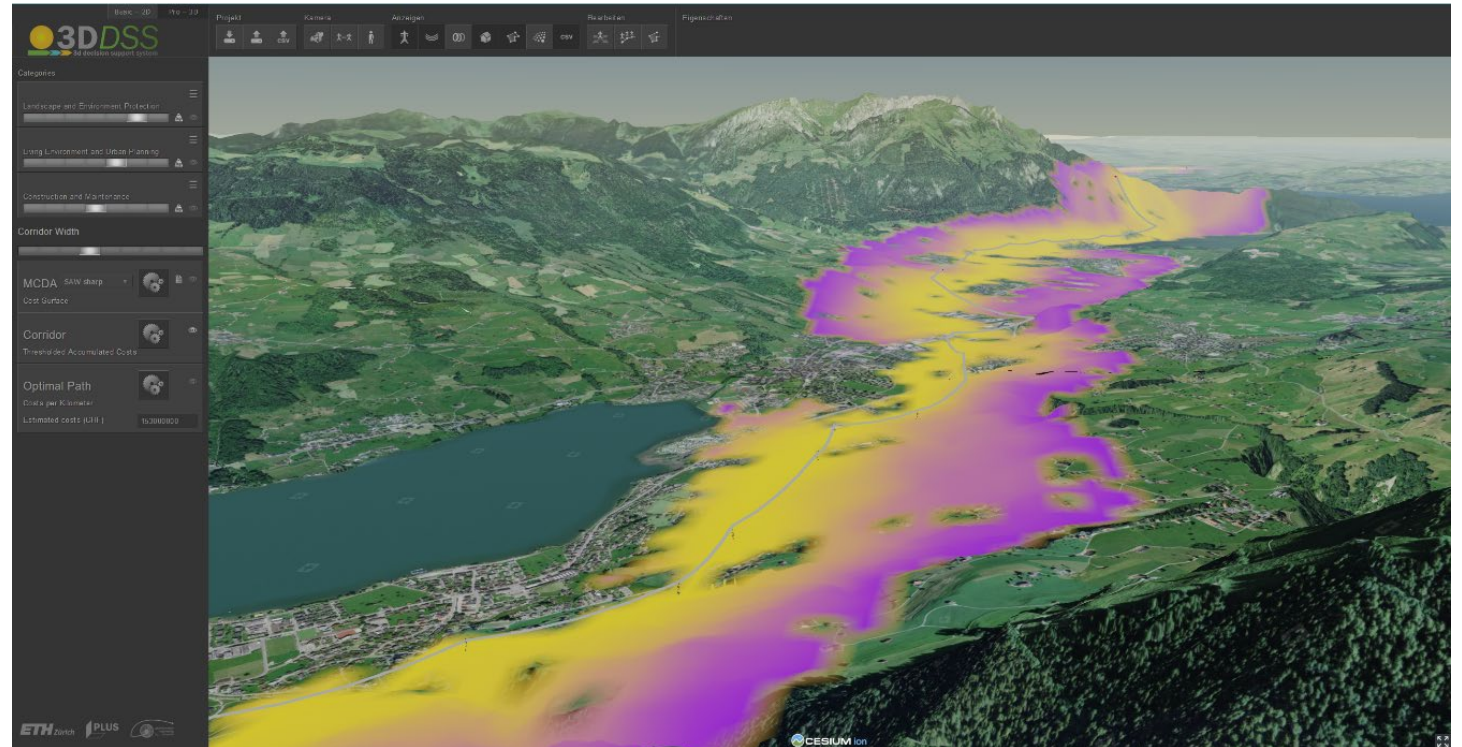 Basic - 2D Pro - 3D
3DDSS
3d decision support system
Projekt
Kamera
Anzeigen
Bearbeiten
Eigenschaften
CSV
CSV
Categories
Landscape and Environment Protection
Living Environment and Urban Planning
Construction and Maintenance
Corridor Width
MCDA SAW sharp
Cost Surface
Corridor
Thresholded Accumulated Costs
Optimal Path
Costs per Kilometer
Estimated costs (CHF)
ETH zürich
PLUS
CESIUM ion